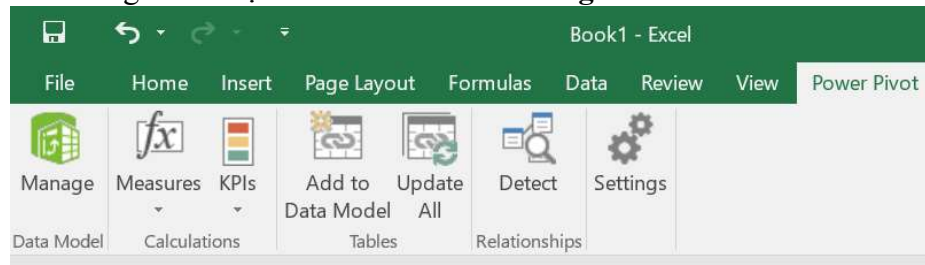 Book1 - Excel
File Home Insert Page Layout Formulas Data Review View Power Pivot
Manage Measures KPIs Add to Data Model Update All Detect Settings
Data Model Calculations Tables Relationships